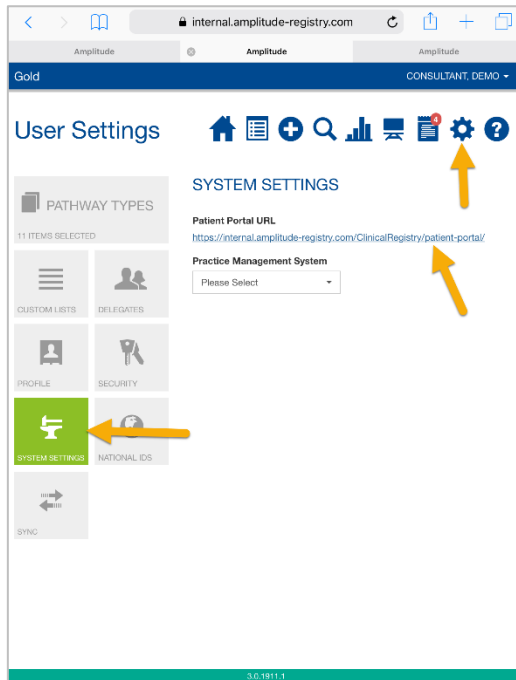 internal.amplitude-registry.com
Amplitude
Amplitude
Amplitude
Gold
CONSULTANT, DEMO
User Settings
4
?
PATHWAY TYPES
11 ITEMS SELECTED
CUSTOM LISTS
DELEGATES
PROFILE
SECURITY
SYSTEM SETTINGS
NATIONAL IDS
SYNC
SYSTEM SETTINGS
Patient Portal URL
https://internal.amplitude-registry.com/ClinicalRegistry/patient-portal/
Practice Management System
Please Select
3.0.1911.1